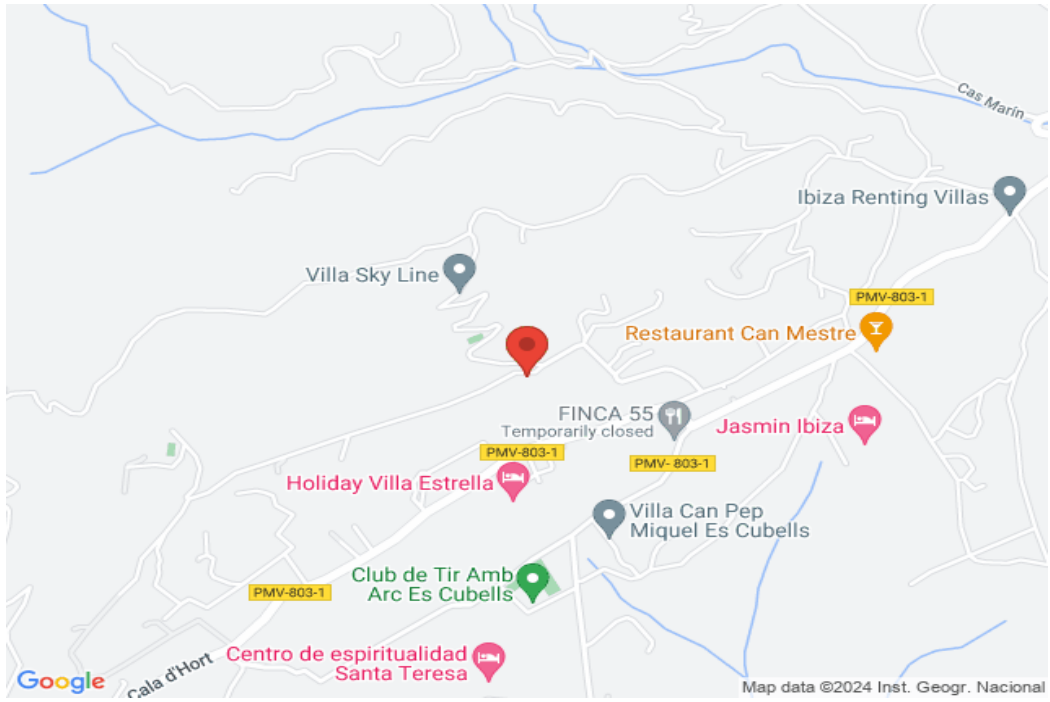 Cas Marín
Ibiza Renting Villas
Villa Sky Line
PMV-803-1
Restaurant Can Mestre
FINCA 55
Temporarily closed
Jasmin Ibiza
PMV-803-1
PMV- 803-1
Holiday Villa Estrella
Villa Can Pep
Miquel Es Cubells
Club de Tir Amb
Arc Es Cubells
PMV-803-1
Centro de espiritualidad
Santa Teresa
Cala d'Hort
Google
Map data ©2024 Inst. Geogr. Nacional